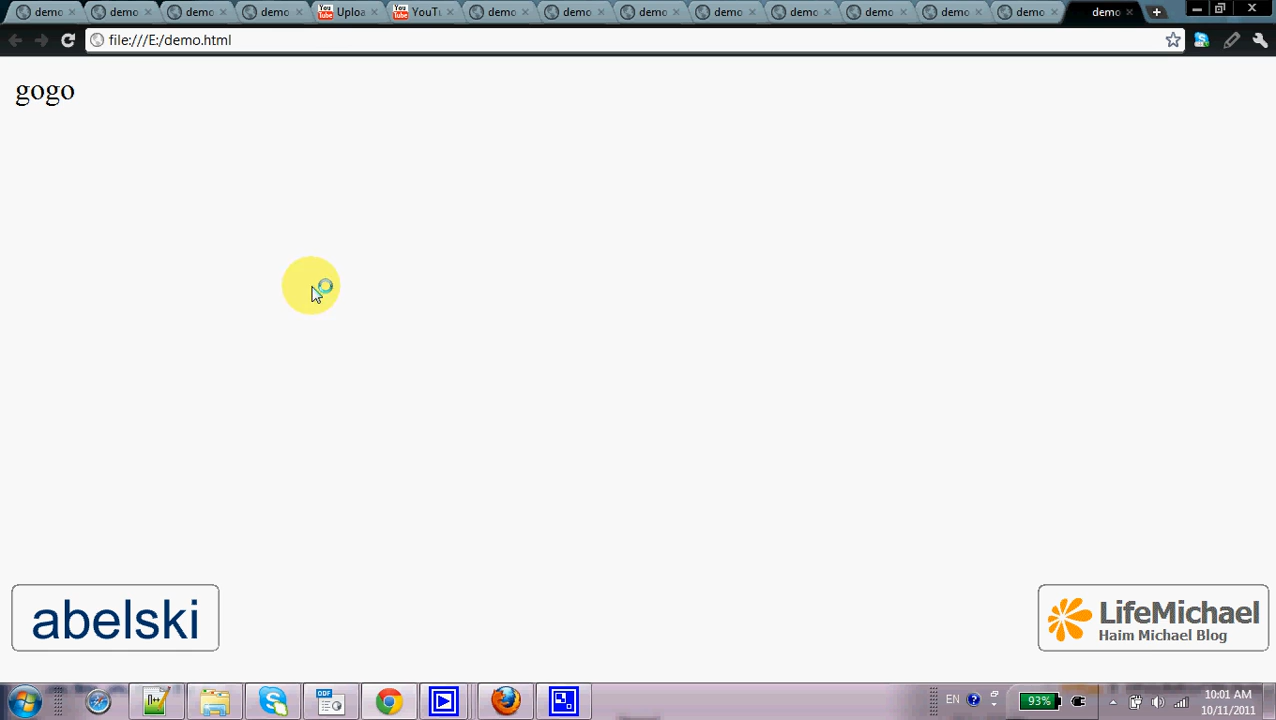 demo demo demo demo Uploa YouTu demo demo demo demo demo demo demo demo demo
file:///E:/demo.html
gogo
abelski
LifeMichael
Haim Michael Blog
ODF
EN
93%
10:01 AM
10/11/2011